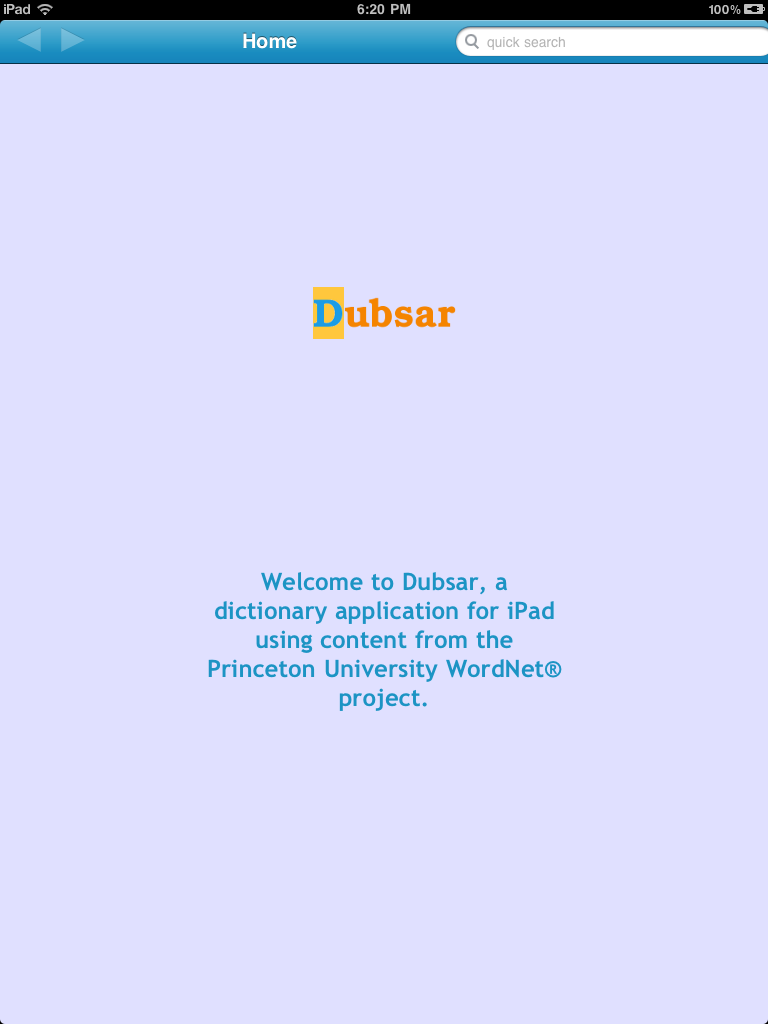 iPad 6:20 PM 100%
Home quick search
Dubsar
Welcome to Dubsar, a
dictionary application for iPad
using content from the
Princeton University WordNet®
project.